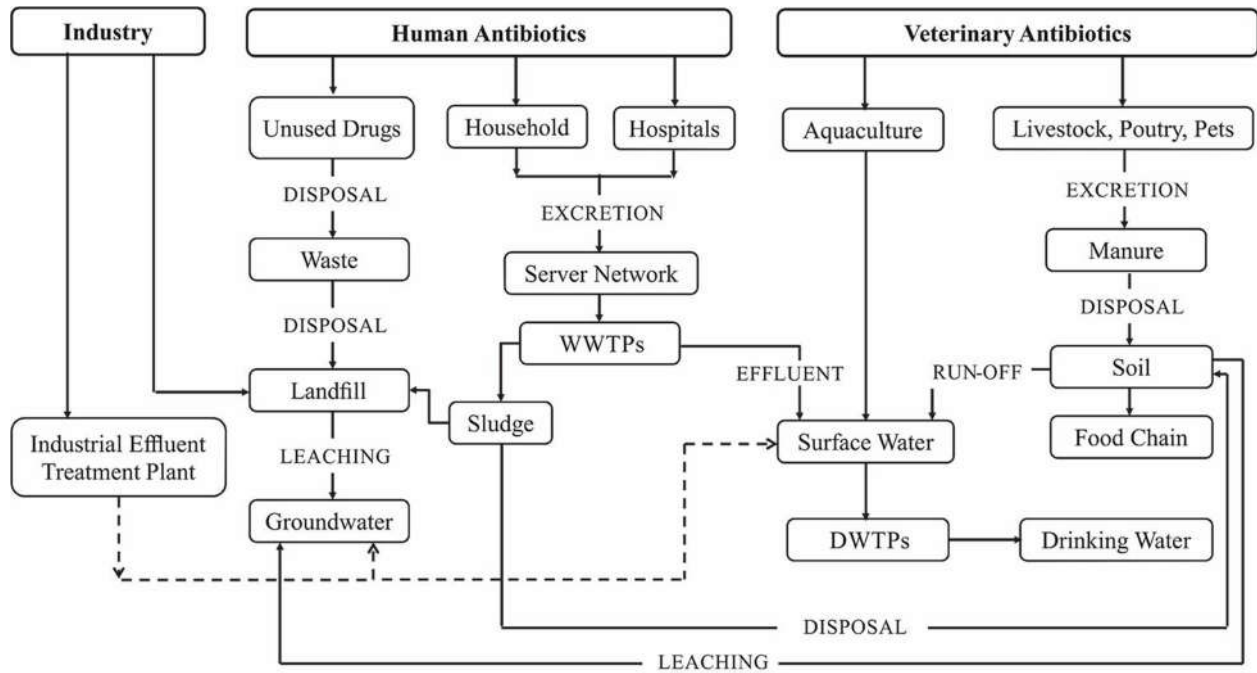 Industry
Human Antibiotics
Veterinary Antibiotics
Unused Drugs
Household
Hospitals
Aquaculture
Livestock, Poutry, Pets
DISPOSAL
EXCRETION
EXCRETION
Waste
Server Network
Manure
DISPOSAL
DISPOSAL
WWTPs
EFFLUENT
RUN-OFF
Soil
Landfill
Sludge
Industrial Effluent
Treatment Plant
Surface Water
Food Chain
LEACHING
Groundwater
DWTPs
Drinking Water
DISPOSAL
LEACHING